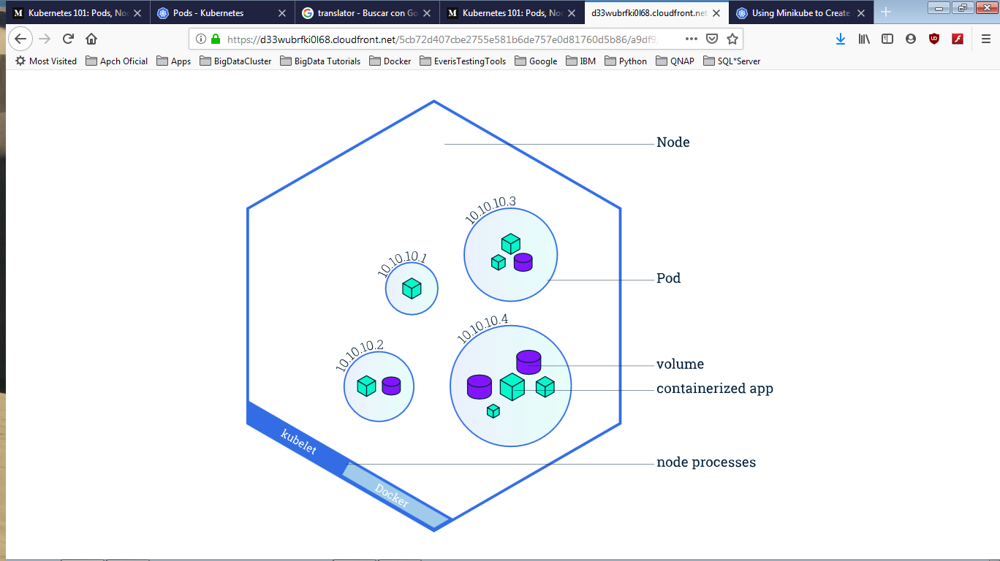 Kubernetes 101: Pods, Noc
Pods - Kubernetes
translator - Buscar con Go
Kubernetes 101: Pods, Noc
d33wubrfki0l68.cloudfront.net
Using Minikube to Create
https://d33wubrfki0l68.cloudfront.net/5cb72d407cbe2755e581b6de757e0d81760d5b86/a9df9
Most Visited
Apch Oficial
Apps
BigDataCluster
BigData Tutorials
Docker
EverisTestingTools
Google
IBM
Python
QNAP
SQL*Server
Node
10.10.10.3
10.10.10.1
Pod
10.10.10.4
10.10.10.2
volume
containerized app
kubelet
node processes
Docker